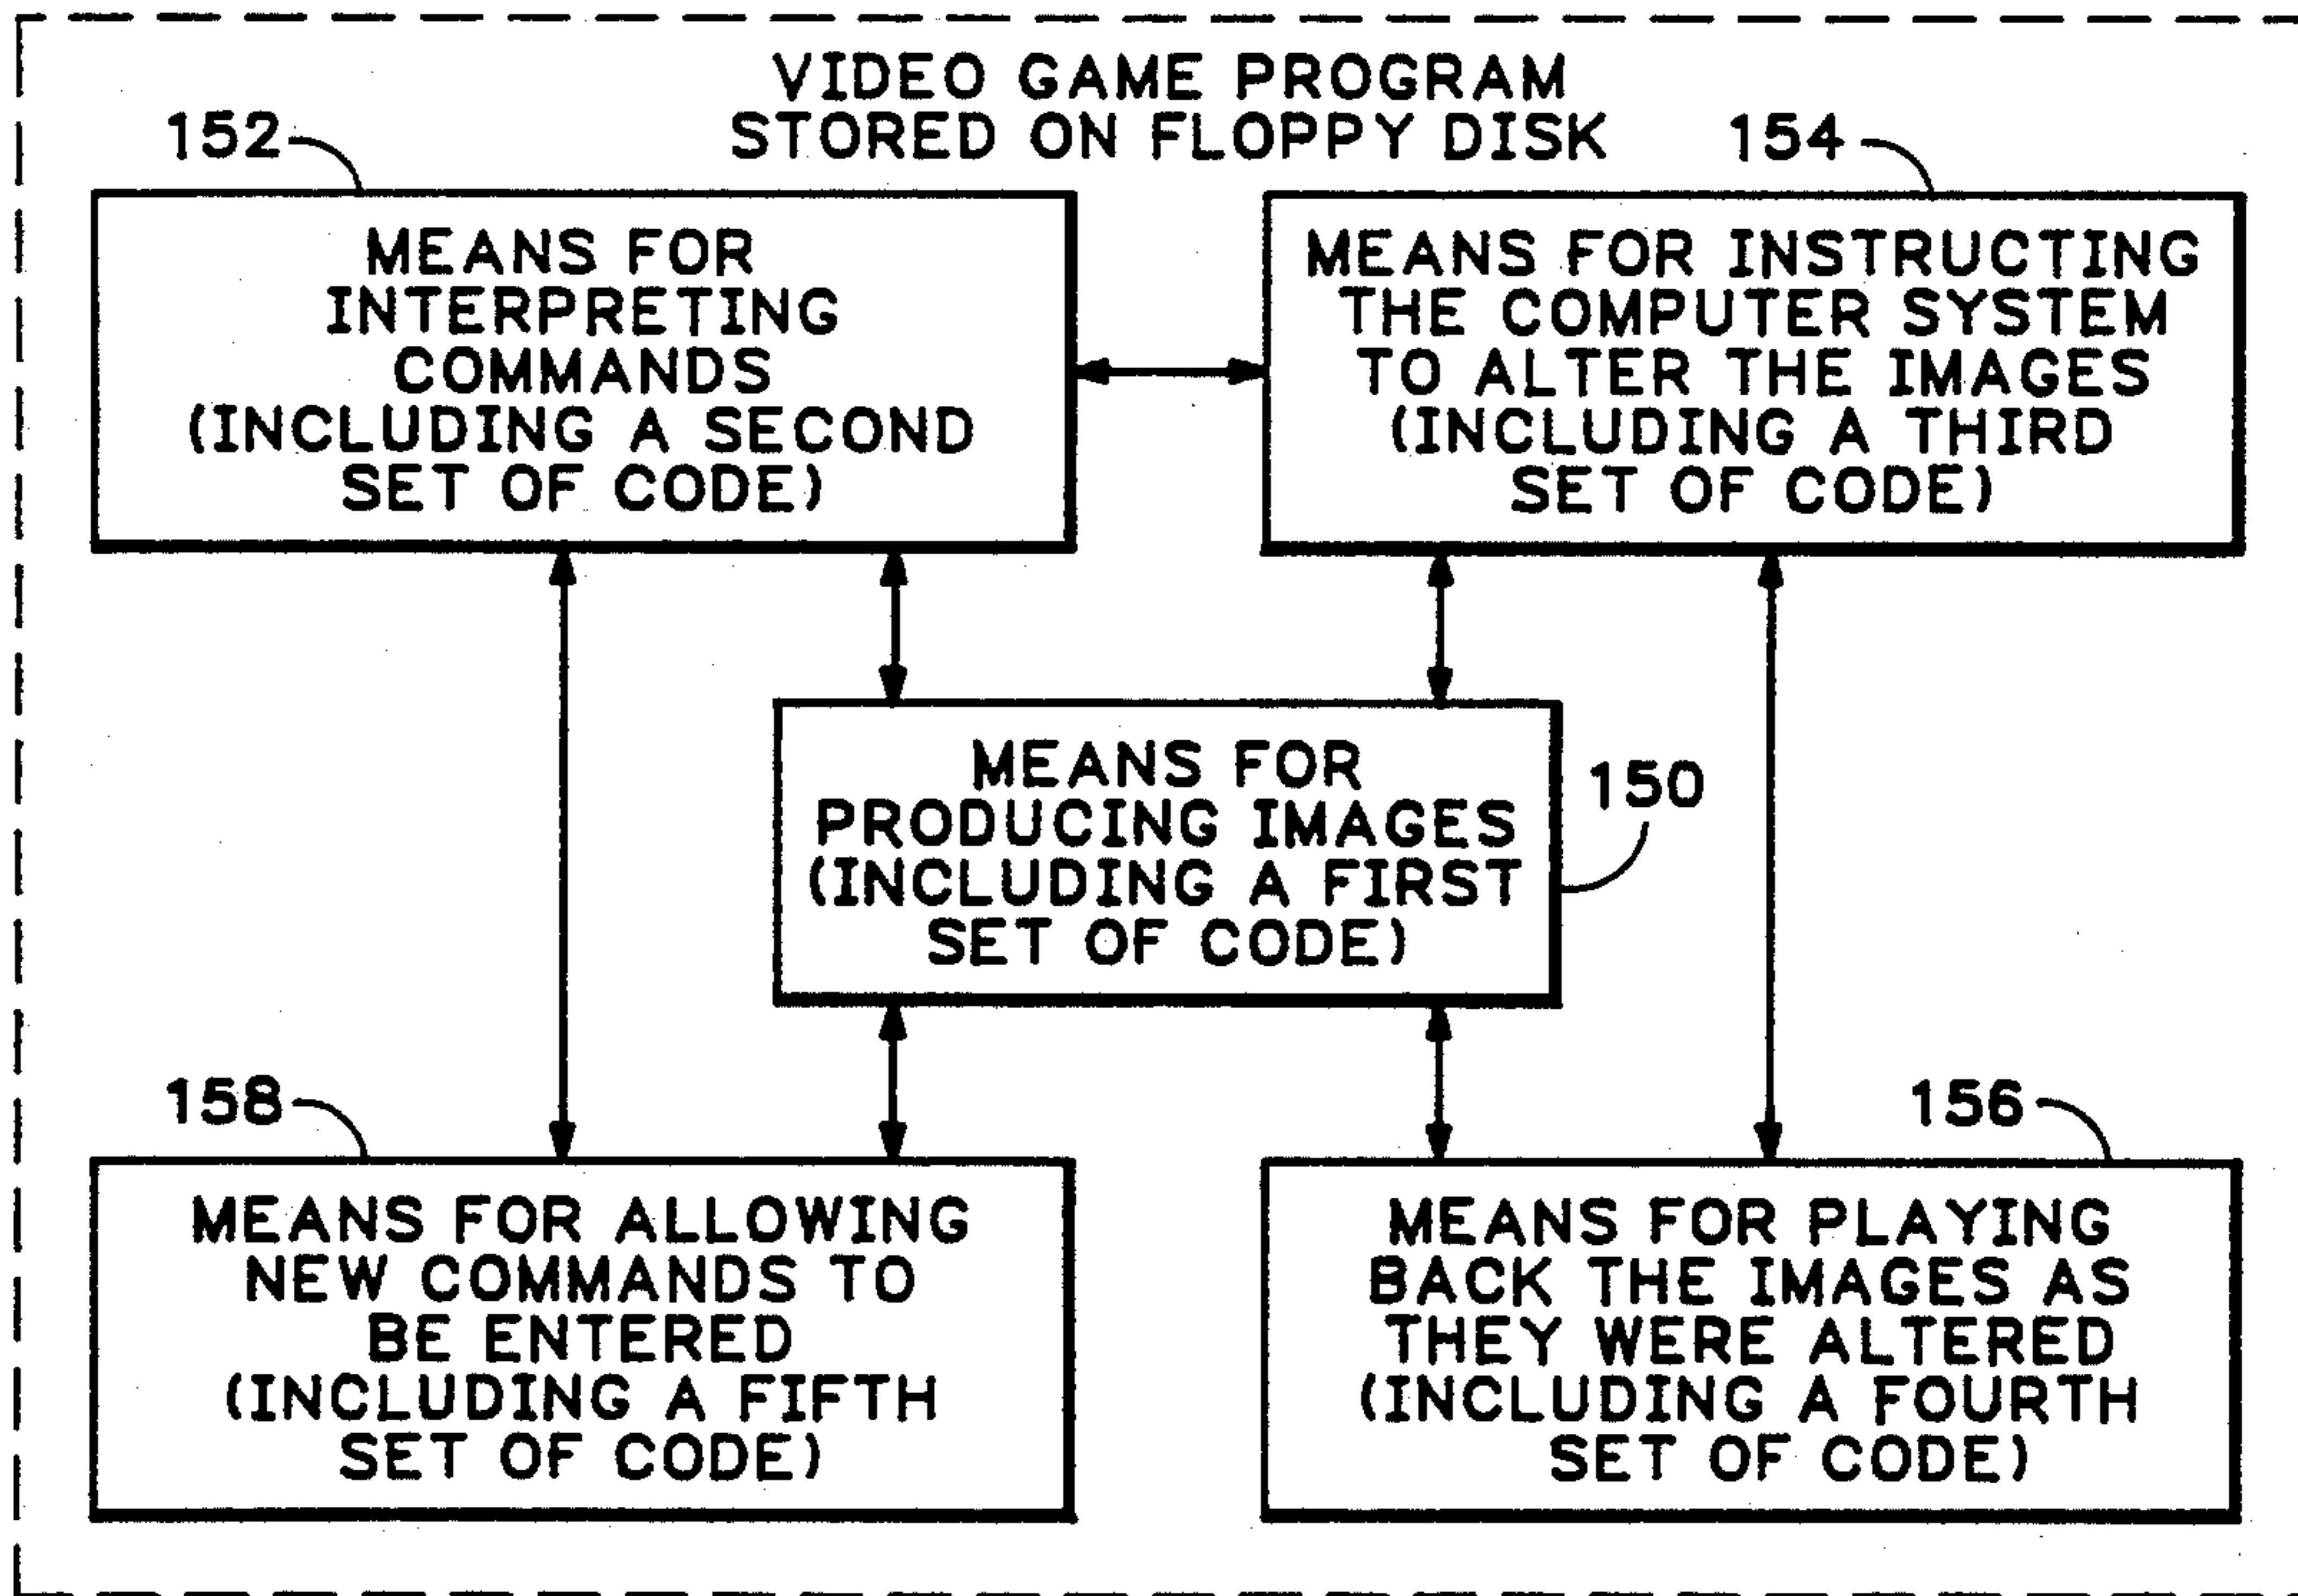 VIDEO GAME PROGRAM
STORED ON FLOPPY DISK
152
154
MEANS FOR
INTERPRETING
COMMANDS
(INCLUDING A SECOND
SET OF CODE)
MEANS FOR INSTRUCTING
THE COMPUTER SYSTEM
TO ALTER THE IMAGES
(INCLUDING A THIRD
SET OF CODE)
MEANS FOR
PRODUCING IMAGES
(INCLUDING A FIRST
SET OF CODE)
150
158
156
MEANS FOR ALLOWING
NEW COMMANDS TO
BE ENTERED
(INCLUDING A FIFTH
SET OF CODE)
MEANS FOR PLAYING
BACK THE IMAGES AS
THEY WERE ALTERED
(INCLUDING A FOURTH
SET OF CODE)